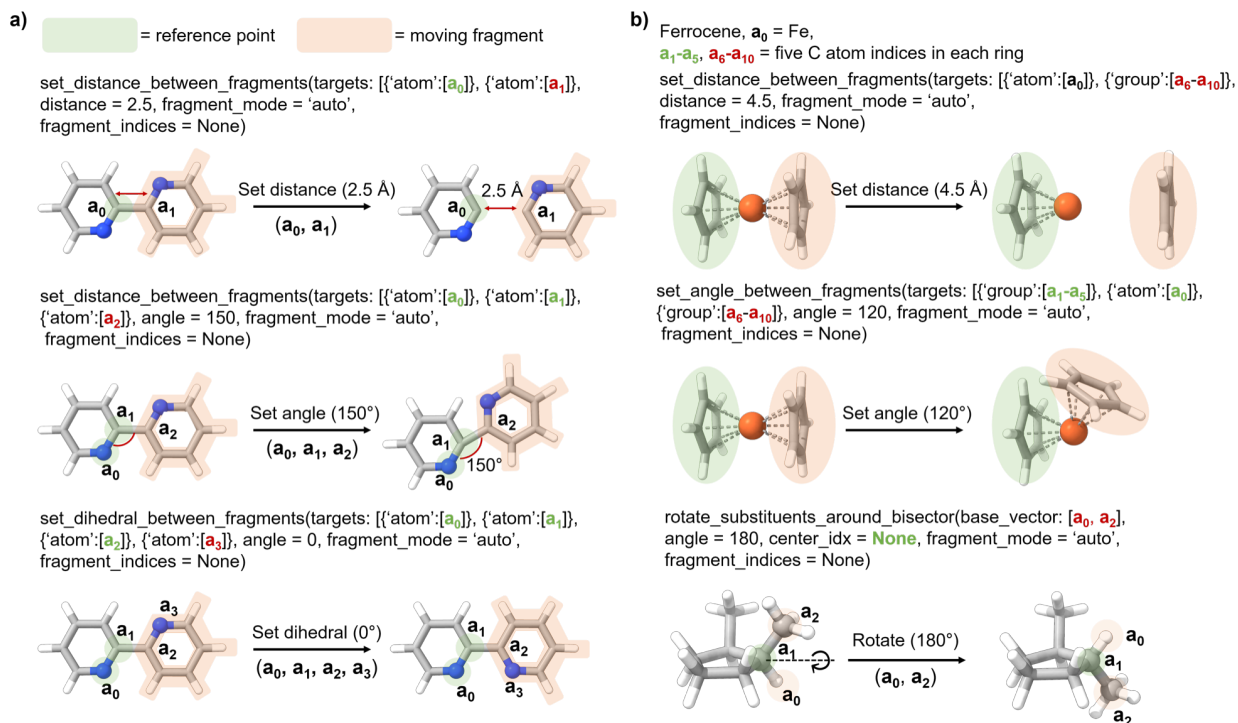 a)
= reference point
= moving fragment
set_distance_between_fragments(targets: [{‘atom’:[a0]}, {‘atom’:[a1]},
distance = 2.5, fragment_mode = ‘auto’,
fragment_indices = None)
a0
a1
Set distance (2.5 Å)
(a0, a1)
2.5 Å
a0
a1
set_distance_between_fragments(targets: [{‘atom’:[a0]}, {‘atom’:[a1]},
{‘atom’:[a2]}, angle = 150, fragment_mode = ‘auto’,
fragment_indices = None)
a1
a2
a0
Set angle (150°)
(a0, a1, a2)
a2
a1
150°
a0
set_dihedral_between_fragments(targets: [{‘atom’:[a0]}, {‘atom’:[a1]},
{‘atom’:[a2]}, {‘atom’:[a3]}, angle = 0, fragment_mode = ‘auto’,
fragment_indices = None)
a3
a1
a2
a0
Set dihedral (0°)
(a0, a1, a2, a3)
a1
a2
a0
a3
b)
Ferrocene, a0 = Fe,
a1-a5, a6-a10 = five C atom indices in each ring
set_distance_between_fragments(targets: [{‘atom’:[a0]}, {‘group’:[a6-a10]},
distance = 4.5, fragment_mode = ‘auto’,
fragment_indices = None)
Set distance (4.5 Å)
set_angle_between_fragments(targets: [{‘group’:[a1-a5]}, {‘atom’:[a0]},
{‘group’:[a6-a10]}, angle = 120, fragment_mode = ‘auto’,
fragment_indices = None)
Set angle (120°)
rotate_substituents_around_bisector(base_vector: [a0, a2],
angle = 180, center_idx = None, fragment_mode = ‘auto’,
fragment_indices = None)
a2
a1
a0
Rotate (180°)
(a0, a2)
a0
a1
a2